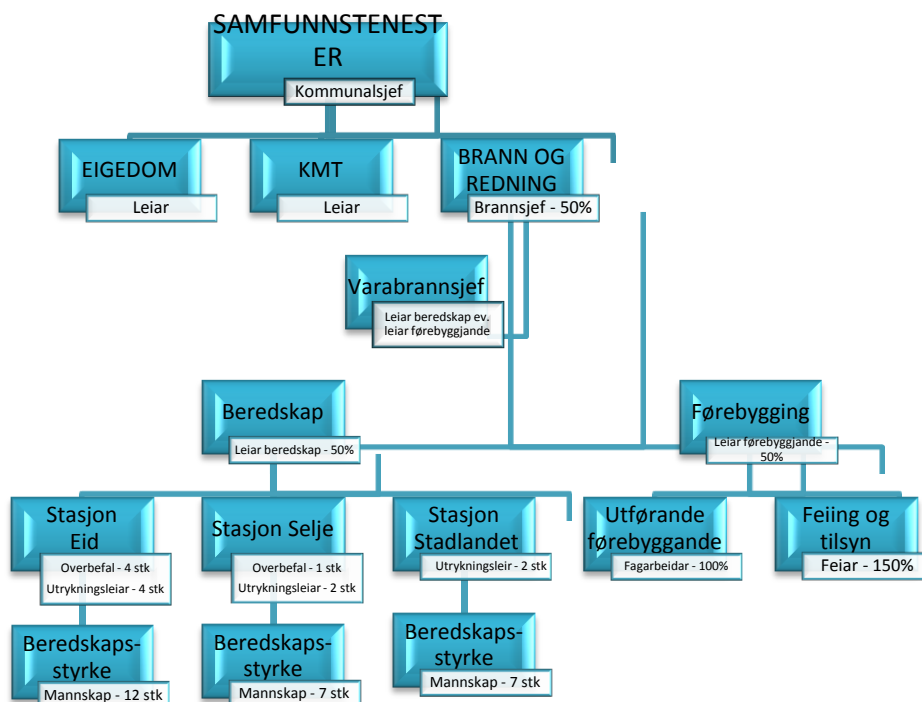 SAMFUNNSTENEST
ER
Kommunalsjef
EIGEDOM
Leiar
KMT
Leiar
BRANN OG
REDNING
Brannsjef - 50%
Varabrannsjef
Leiar beredskap ev.
leiar førebyggjande
Beredskap
Leiar beredskap - 50%
Førebygging
Leiar førebyggjande -
50%
Stasjon
Eid
Overbefal - 4 stk
Utrykningsleiar - 4 stk
Stasjon Selje
Overbefal - 1 stk
Utrykningsleiar - 2 stk
Stasjon
Stadlandet
Utrykningsleir - 2 stk
Utførande
førebyggande
Fagarbeidar - 100%
Feiing og
tilsyn
Feiar - 150%
Beredskaps-
styrke
Mannskap - 12 stk
Beredskaps-
styrke
Mannskap - 7 stk
Beredskaps-
styrke
Mannskap - 7 stk